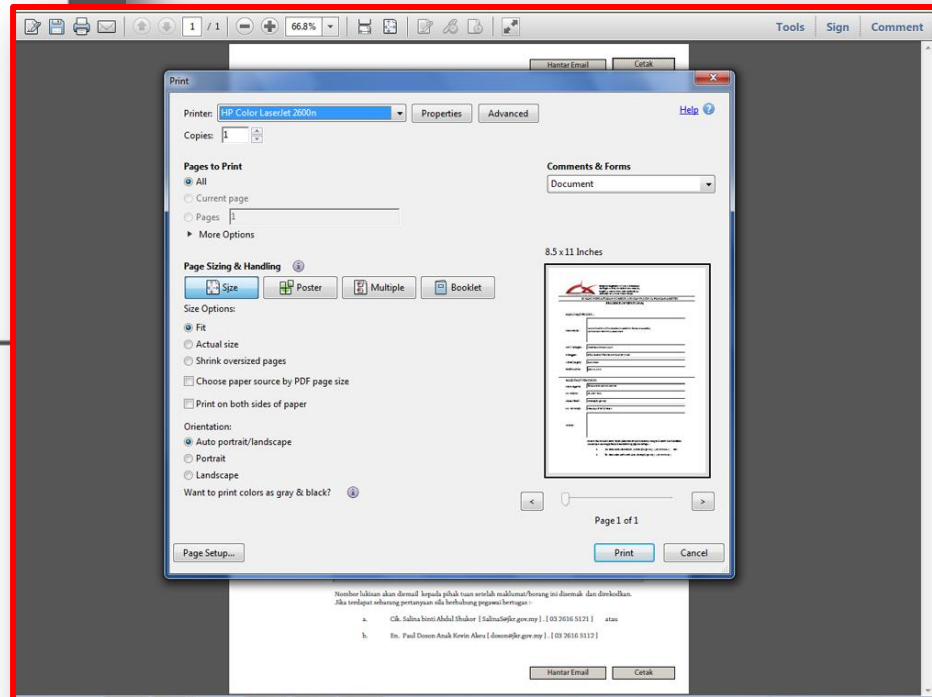 1 / 1 66.8% Tools Sign Comment
Hantar Email Cetak
Print
Printer: HP Color LaserJet 2600n Properties Advanced Help
Copies: 1
Pages to Print Comments & Forms
All Document
Current page
Pages 1
More Options
8.5 x 11 Inches
Page Sizing & Handling
Size Poster Multiple Booklet
Size Options:
Fit
Actual size
Shrink oversized pages
Choose paper source by PDF page size
Print on both sides of paper
Orientation:
Auto portrait/landscape
Portrait
Landscape
Want to print colors as gray & black? < >
Page 1 of 1
Page Setup... Print Cancel
Nombor lukisan akan diemail kepada pihak tuan setelah maklumat/borang ini disemak dan direkodkan.
Jika terdapat sebarang pertanyaan sila berhubung pegawai bertugas :-
a. Cik. Salina binti Abdul Shukor [ SalinaS@jkr.gov.my ] . [ 03 2616 5121 ] atau
b. En. Paul Doson Anak Kevin Akeu [ doson@jkr.gov.my ] . [ 03 2616 5112 ]
Hantar Email Cetak